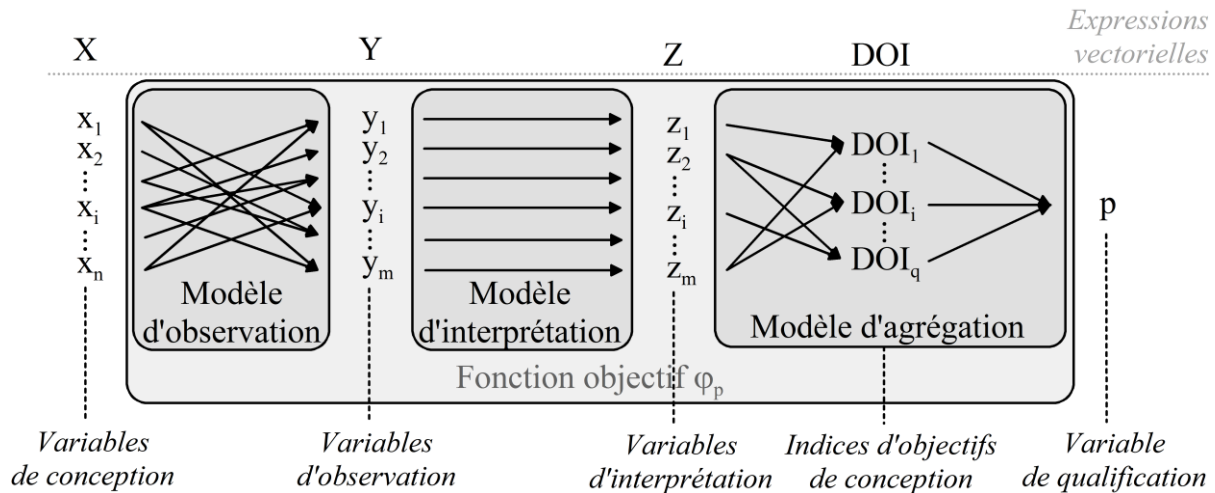 Expressions
vectorielles
X Y Z DOI
x1 y1 z1 DOI1
x2 y2 z2
xi yi zi DOIi
xn ym zm DOIq
p
Modèle
d'observation
Modèle
d'interprétation
Modèle d'agrégation
Fonction objectif φp
Variables
de conception
Variables
d'observation
Variables
d'interprétation
Indices d'objectifs
de conception
Variable
de qualification